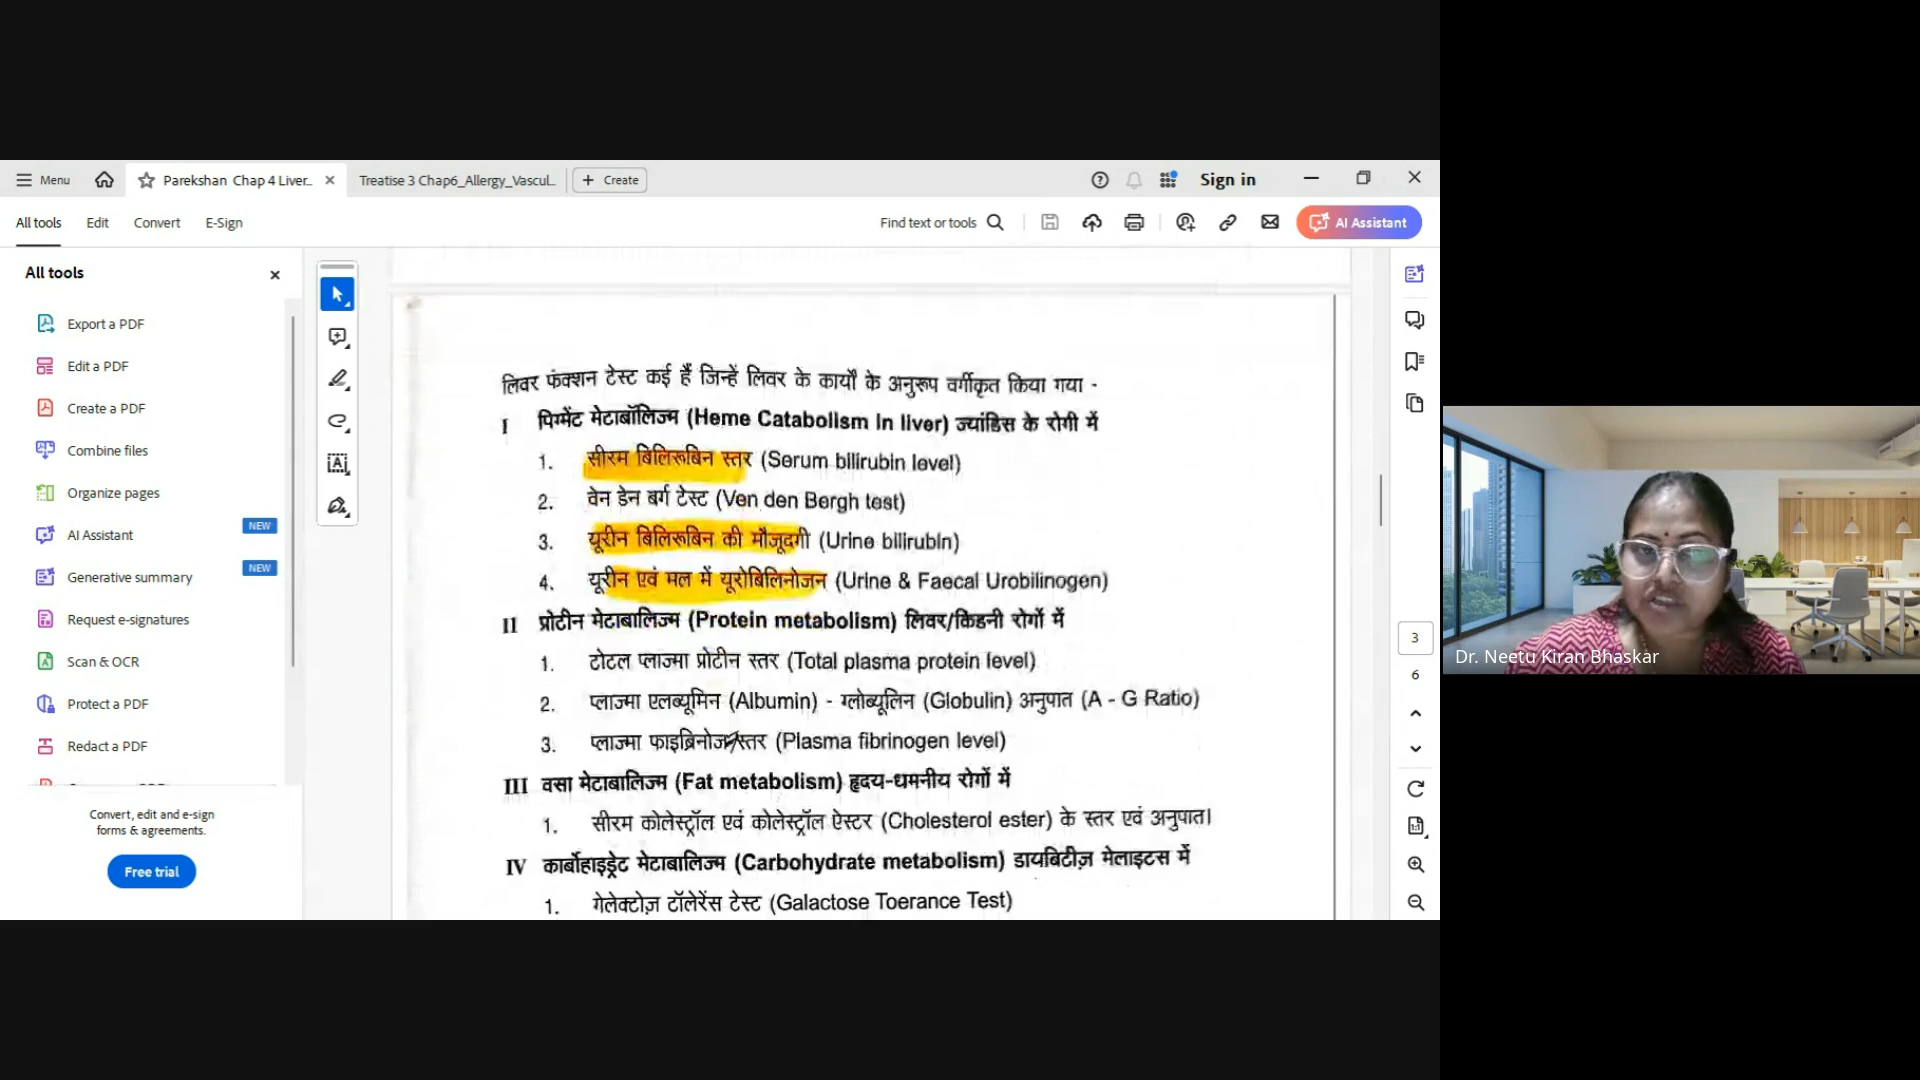 Menu
Parekshan Chap 4 Liver...
Treatise 3 Chap6_Allergy_Vascul...
Create
Sign in
All tools
Edit
Convert
E-Sign
Find text or tools
AI Assistant
All tools
Export a PDF
Edit a PDF
Create a PDF
Combine files
Organize pages
AI Assistant
NEW
Generative summary
NEW
Request e-signatures
Scan & OCR
Protect a PDF
Redact a PDF
Convert, edit and e-sign
forms & agreements.
Free trial
लिवर फंक्शन टेस्ट कई हैं जिन्हें लिवर के कार्यों के अनुरूप वर्गीकृत किया गया -
I पिग्मेंट मेटाबॉलिज्म (Heme Catabolism In liver) ज्यांडिस के रोगी में
1. सीरम बिलिरूबिन स्तर (Serum bilirubin level)
2. वेन डेन बर्ग टेस्ट (Ven den Bergh test)
3. यूरीन बिलिरूबिन की मौजूदगी (Urine bilirubin)
4. यूरीन एवं मल में यूरोबिलिनोजन (Urine & Faecal Urobilinogen)
II प्रोटीन मेटाबालिज्म (Protein metabolism) लिवर/किडनी रोगों में
1. टोटल प्लाज्मा प्रोटीन स्तर (Total plasma protein level)
2. प्लाज्मा एलब्यूमिन (Albumin) - ग्लोब्यूलिन (Globulin) अनुपात (A - G Ratio)
3. प्लाज्मा फाइब्रिनोजन/स्तर (Plasma fibrinogen level)
III वसा मेटाबालिज्म (Fat metabolism) हृदय-धमनीय रोगों में
1. सीरम कोलेस्ट्रॉल एवं कोलेस्ट्रॉल ऐस्टर (Cholesterol ester) के स्तर एवं अनुपात।
IV कार्बोहाइड्रेट मेटाबालिज्म (Carbohydrate metabolism) डायबिटीज़ मेलाइटस में
1. गेलेक्टोज़ टॉलेरेंस टेस्ट (Galactose Toerance Test)
3
6
Dr. Neetu Kiran Bhaskar